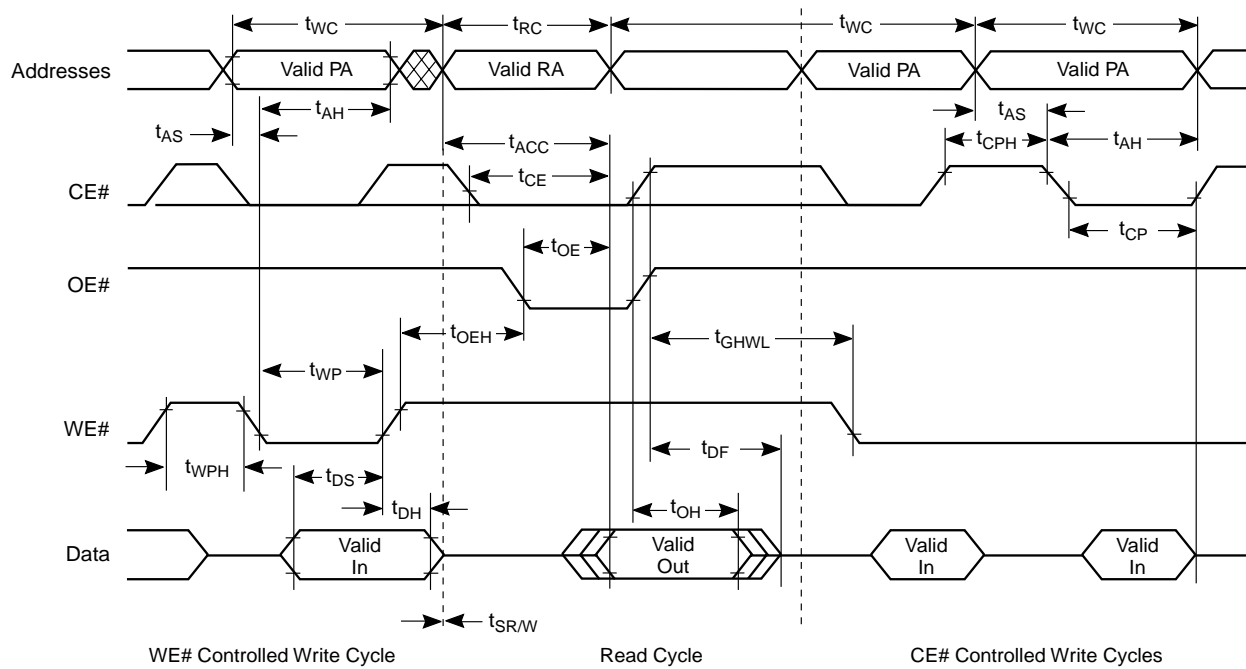 tWC tRC tWC tWC
Addresses Valid PA Valid RA Valid PA Valid PA
tAS tAH tAS
tACC tCPH tAH
CE# tCE
tOE tCP
OE#
tOEH tGHWL
tWP
WE#
tDF
tWPH tDS
tDH tOH
Data Valid In Valid Out Valid In Valid In
tSR/W
WE# Controlled Write Cycle Read Cycle CE# Controlled Write Cycles